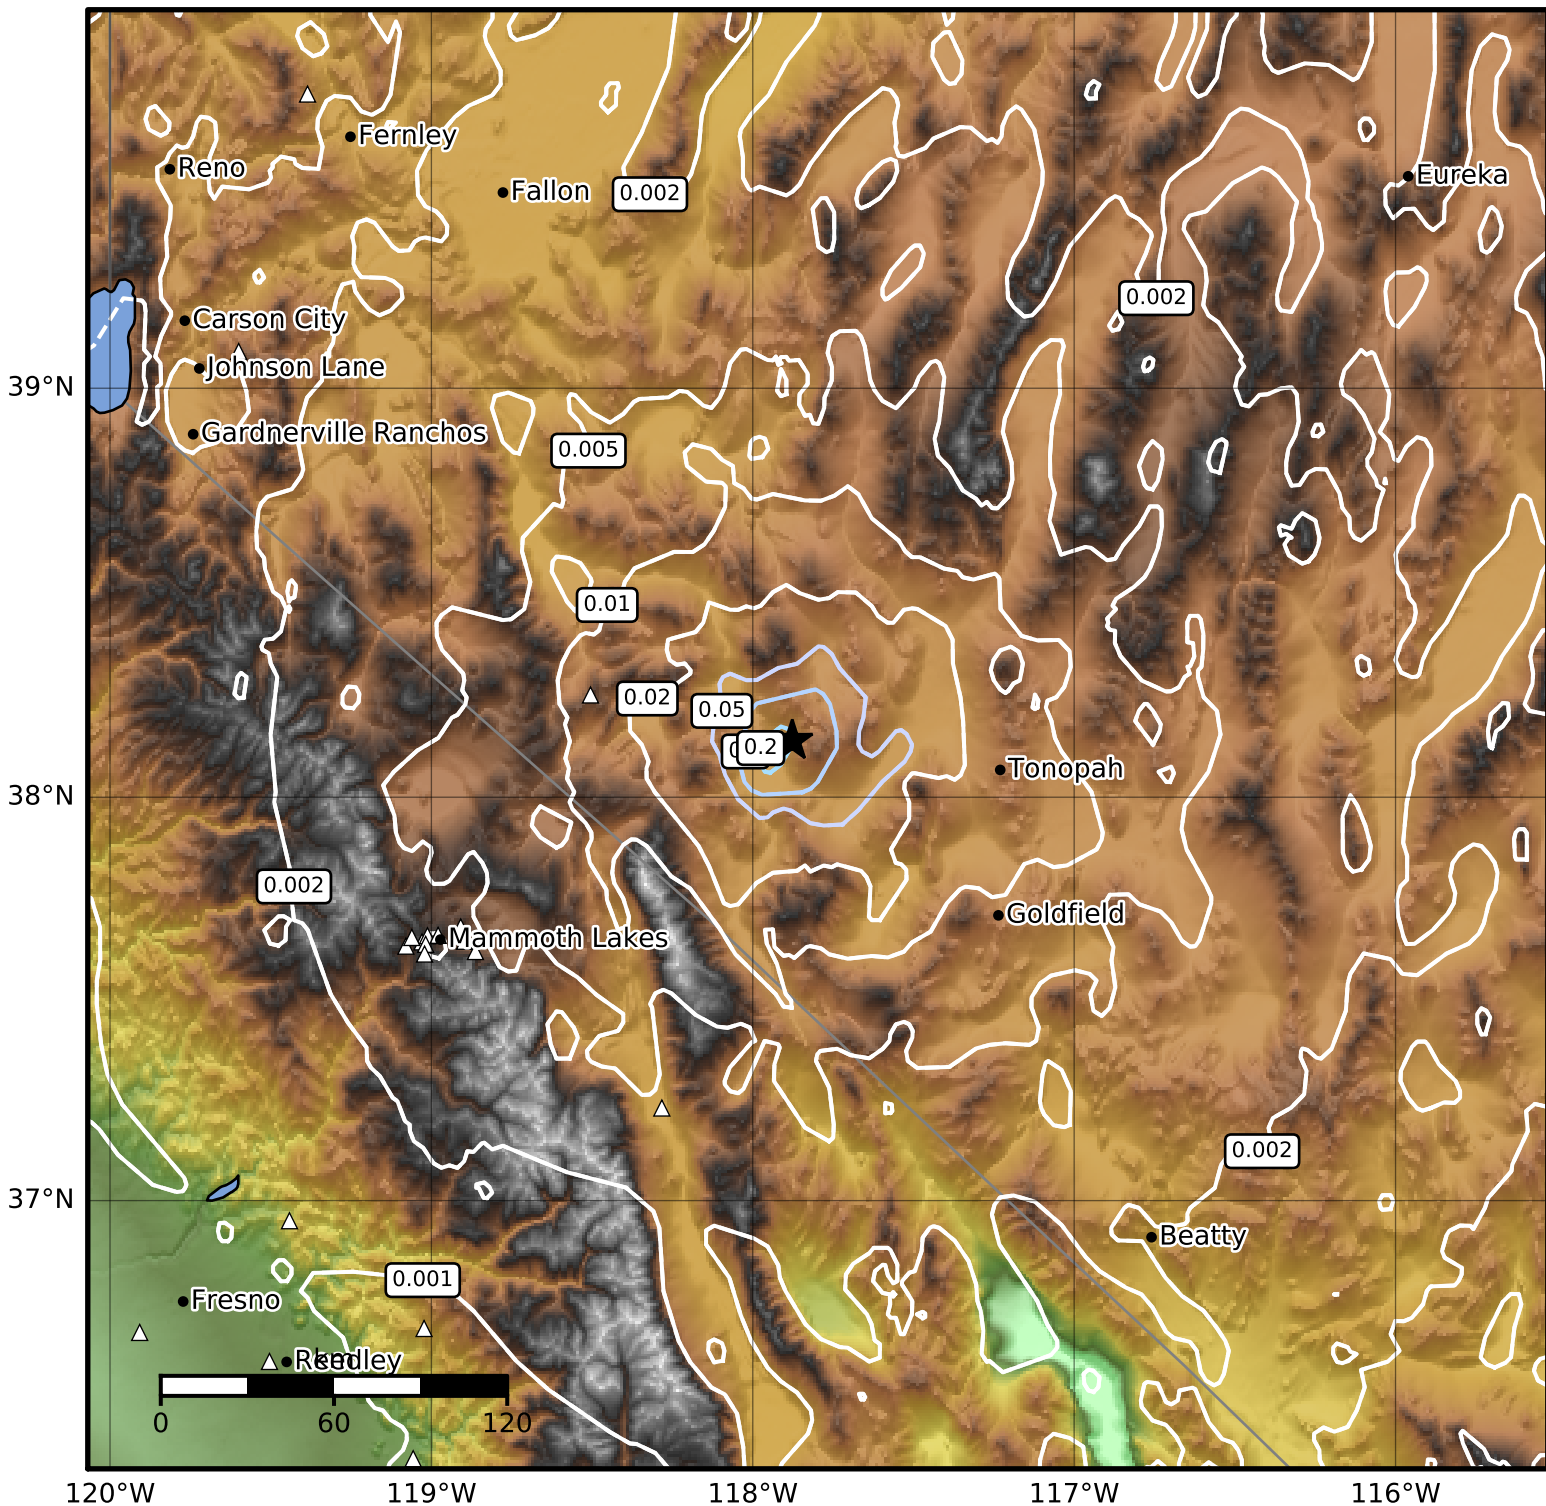 Fernley
Reno
Fallon
0.002
Eureka
0.002
Carson City
Johnson Lane
39°N
Gardnerville Ranchos
0.005
0.01
0.02
0.05
0.2
Tonopah
38°N
0.002
Goldfield
Mammoth Lakes
0.002
37°N
Beatty
0.001
Fresno
Reedley
0 60 120
120°W 119°W 118°W 117°W 116°W